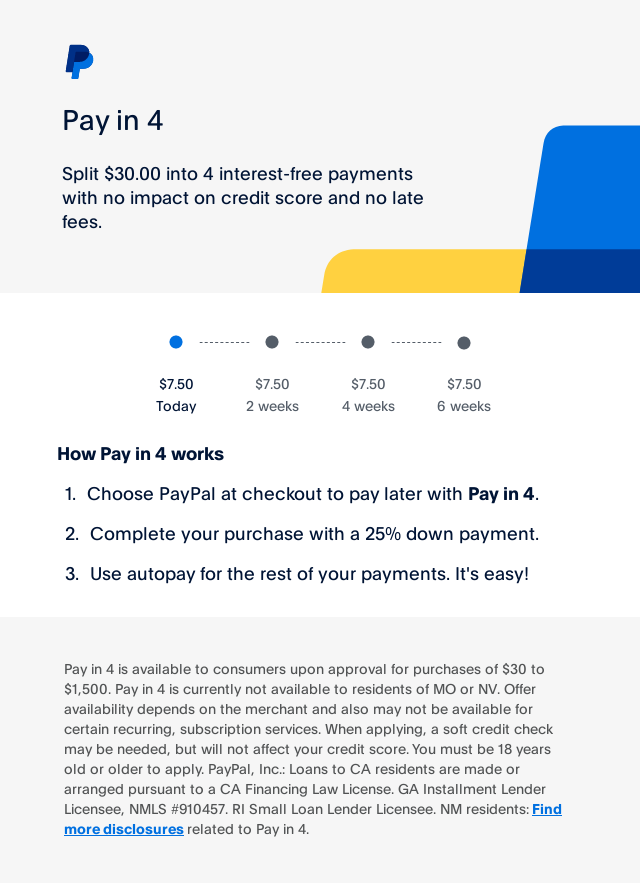 Pay in 4
Split $30.00 into 4 interest-free payments
with no impact on credit score and no late
fees.
$7.50 $7.50 $7.50 $7.50
Today 2 weeks 4 weeks 6 weeks
How Pay in 4 works
1. Choose PayPal at checkout to pay later with Pay in 4.
2. Complete your purchase with a 25% down payment.
3. Use autopay for the rest of your payments. It's easy!
Pay in 4 is available to consumers upon approval for purchases of $30 to
$1,500. Pay in 4 is currently not available to residents of MO or NV. Offer
availability depends on the merchant and also may not be available for
certain recurring, subscription services. When applying, a soft credit check
may be needed, but will not affect your credit score. You must be 18 years
old or older to apply. PayPal, Inc.: Loans to CA residents are made or
arranged pursuant to a CA Financing Law License. GA Installment Lender
Licensee, NMLS #910457. RI Small Loan Lender Licensee. NM residents: Find
more disclosures related to Pay in 4.